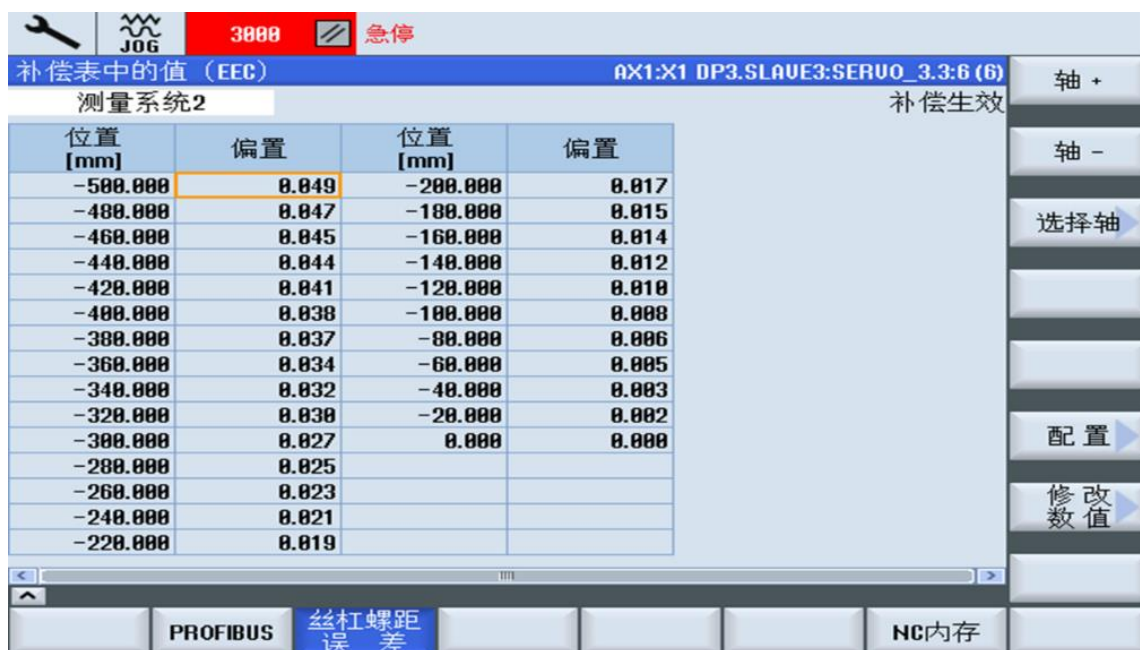 JOG
3000
急停
补偿表中的值（EEC）
AX1:X1 DP3.SLAVE3:SERVO_3.3:6 (6)
测量系统2
补偿生效
位置 [mm] 偏置 位置 [mm] 偏置
-500.000 0.049 -200.000 0.017
-480.000 0.047 -180.000 0.015
-460.000 0.045 -160.000 0.014
-440.000 0.044 -140.000 0.012
-420.000 0.041 -120.000 0.010
-400.000 0.038 -100.000 0.008
-380.000 0.037 -80.000 0.006
-360.000 0.034 -60.000 0.005
-340.000 0.032 -40.000 0.003
-320.000 0.030 -20.000 0.002
-300.000 0.027 0.000 0.000
-280.000 0.025
-260.000 0.023
-240.000 0.021
-220.000 0.019
轴 +
轴 -
选择轴
配置
修改
数值
PROFIBUS
丝杠螺距
误 差
NC内存